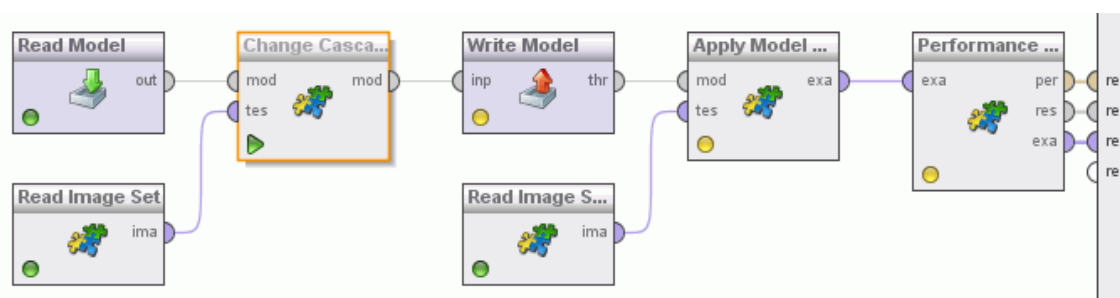 Read Model
out
Change Casca...
mod
mod
tes
Write Model
inp
thr
Apply Model ...
mod
exa
tes
Performance ...
exa
per
res
exa
re
re
re
re
Read Image Set
ima
Read Image S...
ima